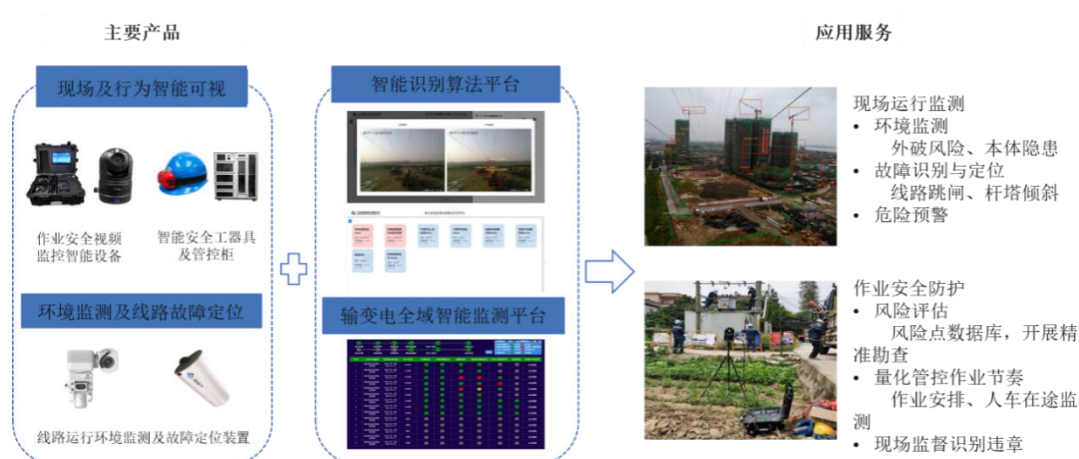 主要产品
现场及行为智能可视
作业安全视频
监控智能设备
智能安全工器具
及管控柜
环境监测及线路故障定位
线路运行环境监测及故障定位装置
智能识别算法平台
输变电全域智能监测平台
应用服务
现场运行监测
• 环境监测
外破风险、本体隐患
• 故障识别与定位
线路跳闸、杆塔倾斜
• 危险预警
作业安全防护
• 风险评估
风险点数据库，开展精
准勘查
• 量化管控作业节奏
作业安排、人车在途监
测
• 现场监督识别违章